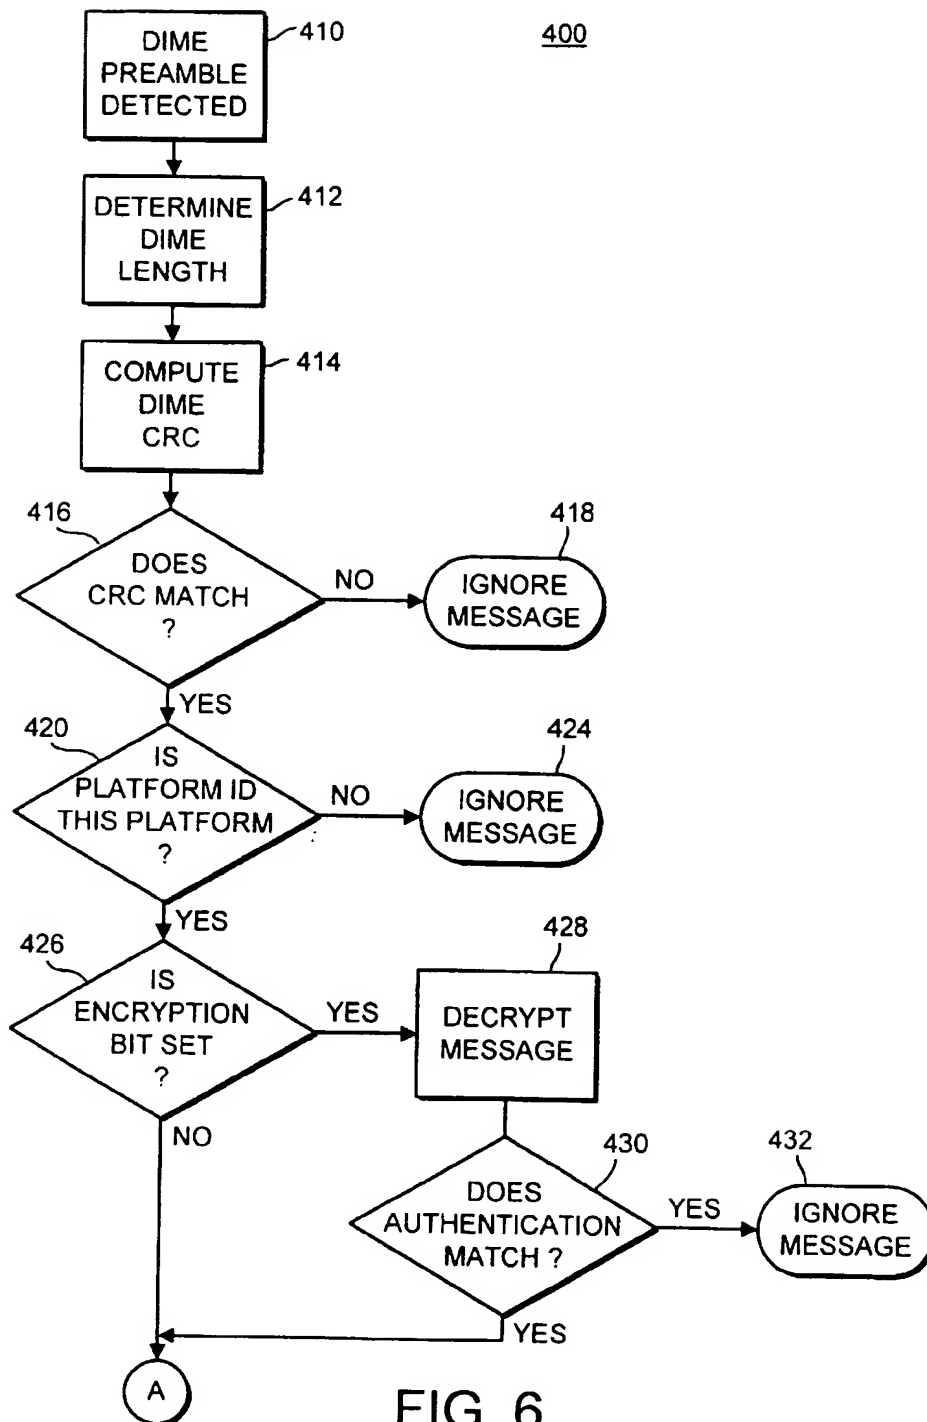 DIME
PREAMBLE
DETECTED
410
400
DETERMINE
DIME
LENGTH
412
COMPUTE
DIME
CRC
414
416
DOES
CRC MATCH
?
NO
418
IGNORE
MESSAGE
YES
420
IS
PLATFORM ID
THIS PLATFORM
?
NO
424
IGNORE
MESSAGE
YES
426
IS
ENCRYPTION
BIT SET
?
YES
428
DECRYPT
MESSAGE
NO
430
DOES
AUTHENTICATION
MATCH ?
YES
432
IGNORE
MESSAGE
YES
A
FIG. 6